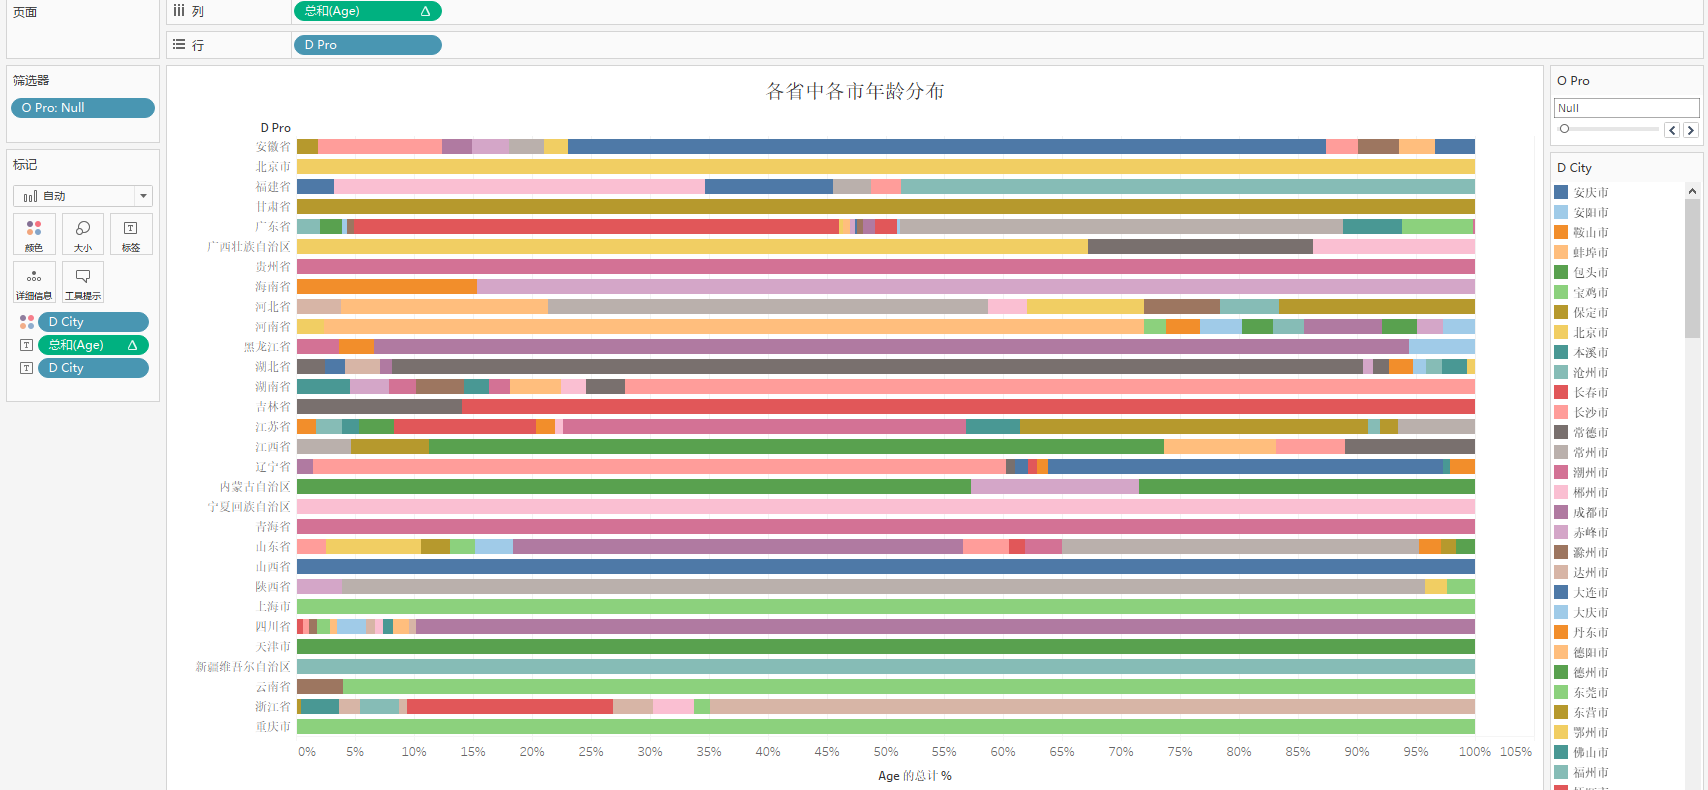 页面
列
总和(Age)
行
D Pro
筛选器
O Pro: Null
标记
自动
颜色
大小
标签
详细信息
工具提示
D City
总和(Age)
D City
各省中各市年龄分布
D Pro
安徽省
北京市
福建省
甘肃省
广东省
广西壮族自治区
贵州省
海南省
河北省
河南省
黑龙江省
湖北省
湖南省
吉林省
江苏省
江西省
辽宁省
内蒙古自治区
宁夏回族自治区
青海省
山东省
山西省
陕西省
上海市
四川省
天津市
新疆维吾尔自治区
云南省
浙江省
重庆市
0% 5% 10% 15% 20% 25% 30% 35% 40% 45% 50% 55% 60% 65% 70% 75% 80% 85% 90% 95% 100% 105%
Age 的总计 %
O Pro
Null
D City
安庆市
安阳市
鞍山市
蚌埠市
包头市
宝鸡市
保定市
北京市
本溪市
沧州市
长春市
长沙市
常德市
常州市
潮州市
郴州市
成都市
赤峰市
滁州市
达州市
大连市
大庆市
丹东市
德阳市
德州市
东莞市
东营市
鄂州市
佛山市
福州市